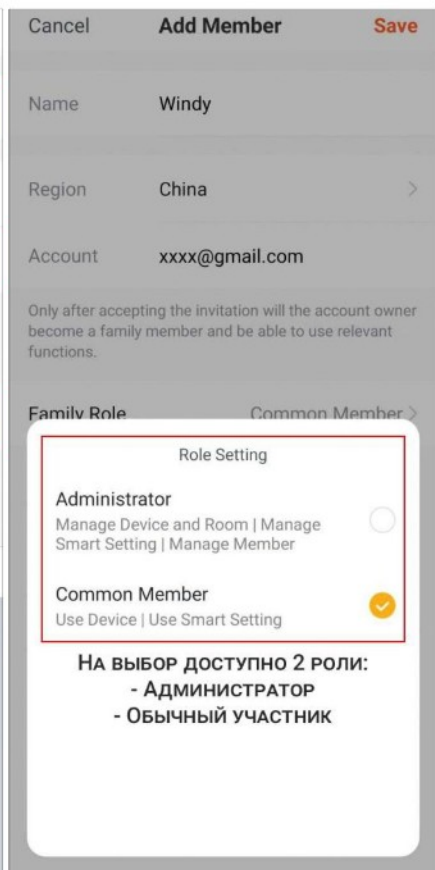 Cancel Add Member Save
Name Windy
Region China >
Account xxxx@gmail.com
Only after accepting the invitation will the account owner
become a family member and be able to use relevant
functions.
Family Role Common Member >
Role Setting
Administrator
Manage Device and Room | Manage
Smart Setting | Manage Member
Common Member
Use Device | Use Smart Setting
НА ВЫБОР ДОСТУПНО 2 РОЛИ:
- АДМИНИСТРАТОР
- ОБЫЧНЫЙ УЧАСТНИК